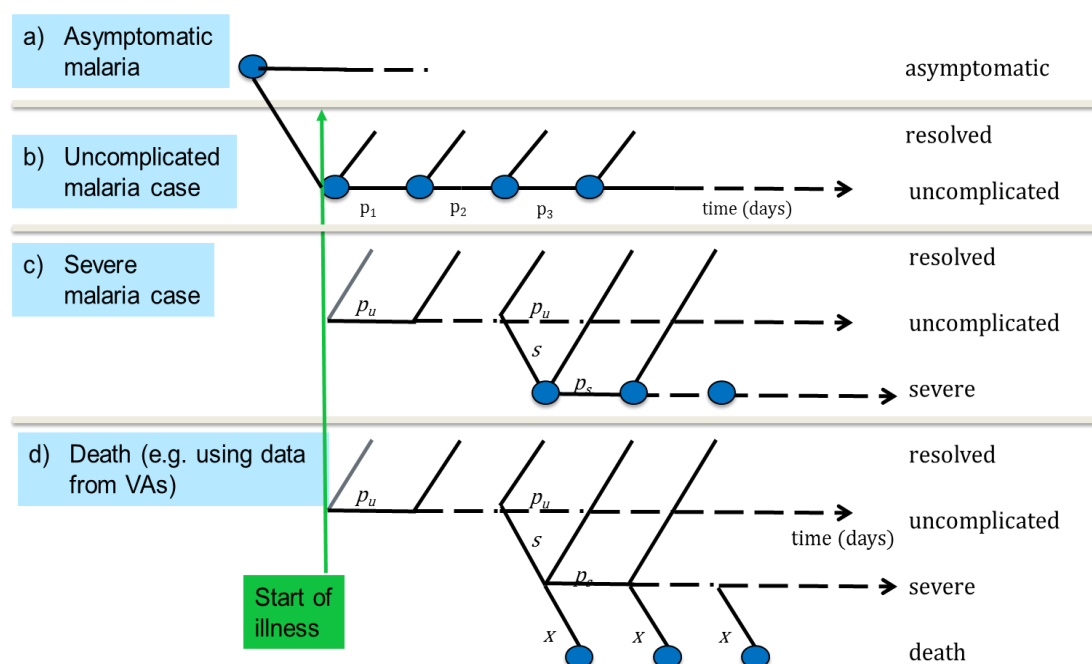 a) Asymptomatic
malaria
asymptomatic
b) Uncomplicated
malaria case
resolved
uncomplicated
p₁ p₂ p₃ time (days)
c) Severe
malaria case
resolved
pᵤ pᵤ
uncomplicated
s
pₛ
severe
d) Death (e.g. using data
from VAs)
resolved
pᵤ pᵤ
uncomplicated
s
time (days)
pₛ
severe
Start of
illness
x x x
death